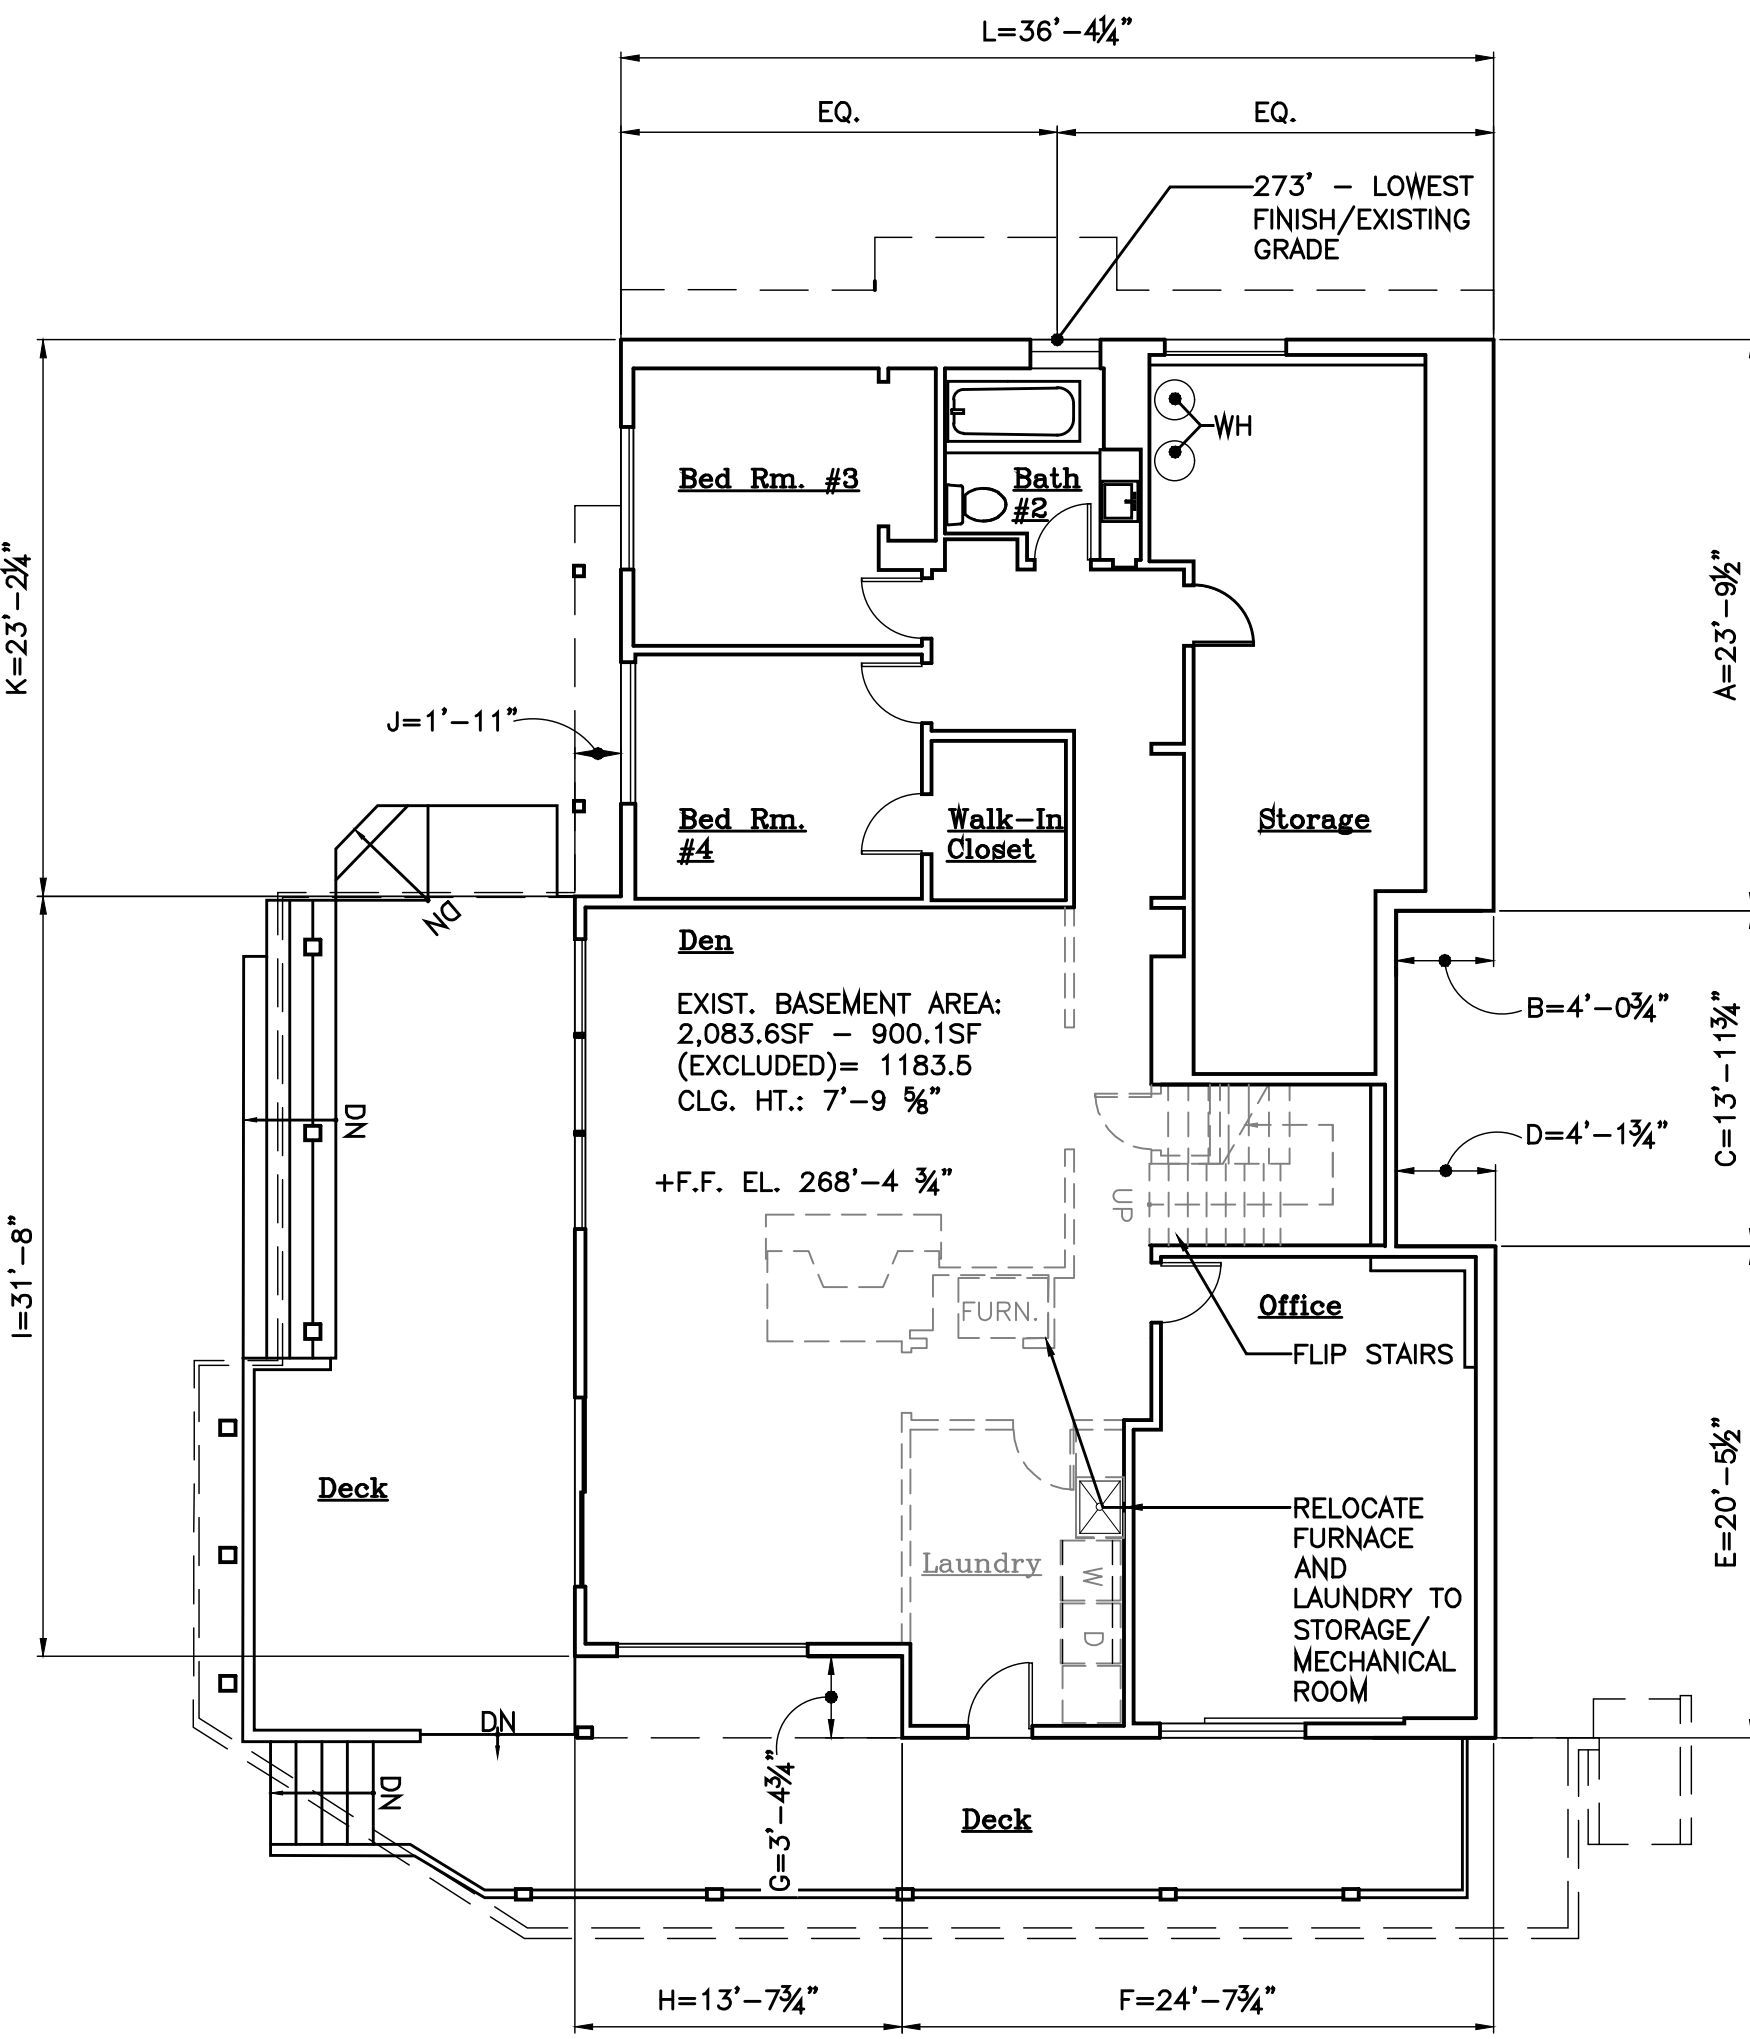 L=36'-4¼"
EQ.
EQ.
273' - LOWEST
FINISH/EXISTING
GRADE
WH
Bed Rm. #3
Bath
#2
K=23'-2¼"
A=23'-9½"
J=1'-11"
Bed Rm.
#4
Walk-In
Closet
Storage
DN
Den
EXIST. BASEMENT AREA:
2,083.6SF - 900.1SF
(EXCLUDED)= 1183.5
CLG. HT.: 7'-9 ⅝"
B=4'-0¾"
C=13'-11¾"
D=4'-1¾"
DN
+F.F. EL. 268'-4 ¾"
UP
I=31'-8"
FURN.
Office
FLIP STAIRS
Deck
E=20'-5½"
RELOCATE
FURNACE
AND
LAUNDRY TO
STORAGE/
MECHANICAL
ROOM
Laundry
W
D
DN
DN
G=3'-4¾"
Deck
H=13'-7¾"
F=24'-7¾"